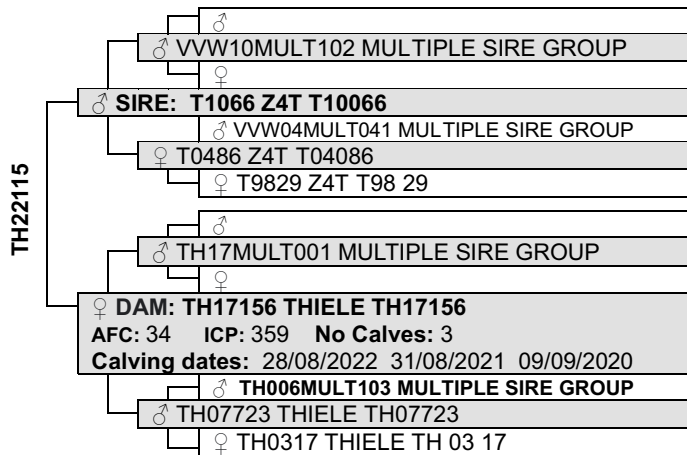 ♂
♂ VVW10MULT102 MULTIPLE SIRE GROUP
♀
♂ SIRE: T1066 Z4T T10066
♂ VVW04MULT041 MULTIPLE SIRE GROUP
♀ T0486 Z4T T04086
♀ T9829 Z4T T98 29
TH22115
♂
♂ TH17MULT001 MULTIPLE SIRE GROUP
♀
♀ DAM: TH17156 THIELE TH17156
AFC: 34 ICP: 359 No Calves: 3
Calving dates: 28/08/2022 31/08/2021 09/09/2020
♂ TH006MULT103 MULTIPLE SIRE GROUP
♂ TH07723 THIELE TH07723
♀ TH0317 THIELE TH 03 17